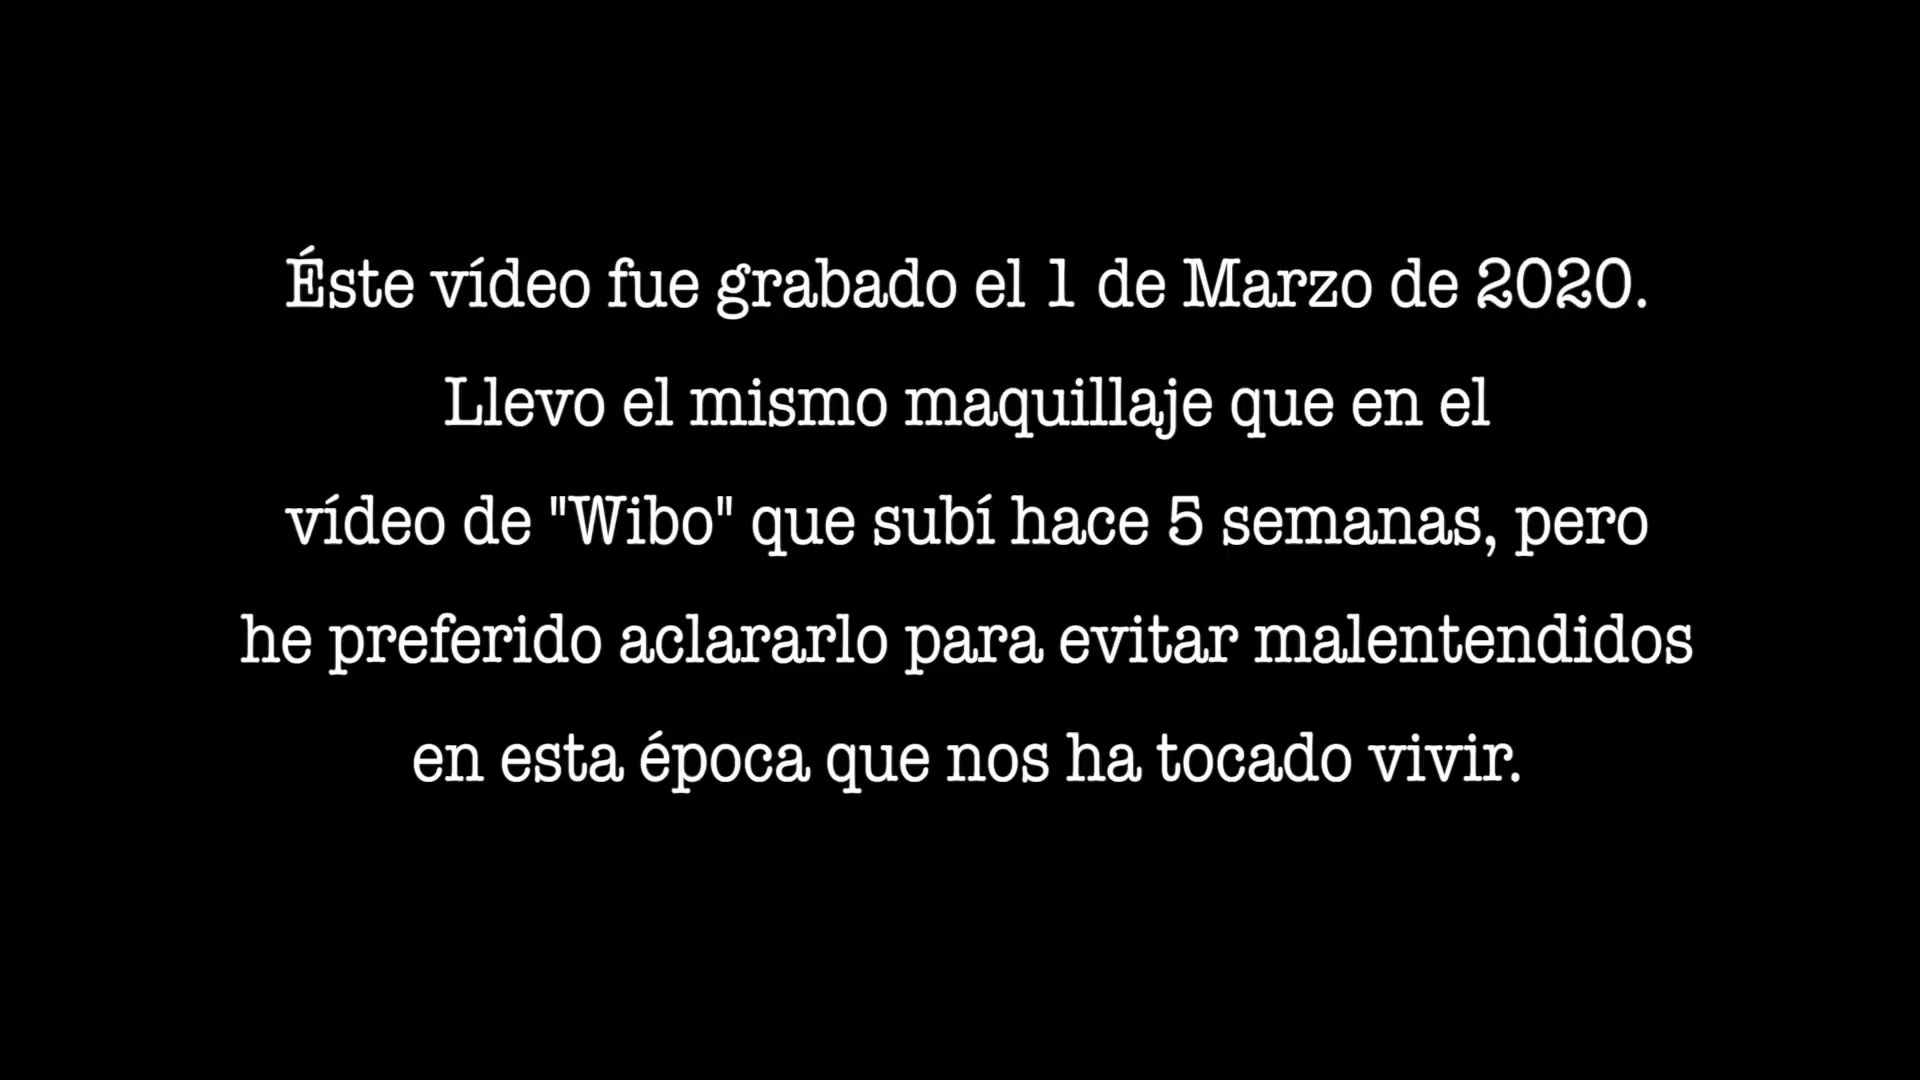 Éste vídeo fue grabado el 1 de Marzo de 2020.
Llevo el mismo maquillaje que en el
vídeo de "Wibo" que subí hace 5 semanas, pero
he preferido aclararlo para evitar malentendidos
en esta época que nos ha tocado vivir.